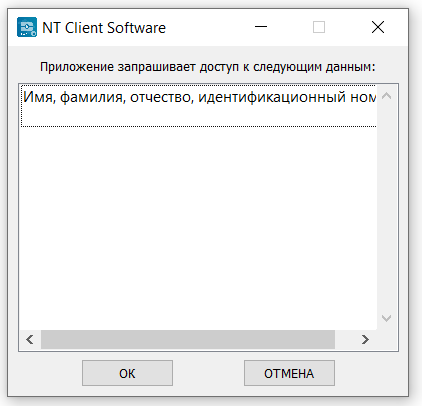 NT Client Software
Приложение запрашивает доступ к следующим данным:
Имя, фамилия, отчество, идентификационный ном
ОК
ОТМЕНА